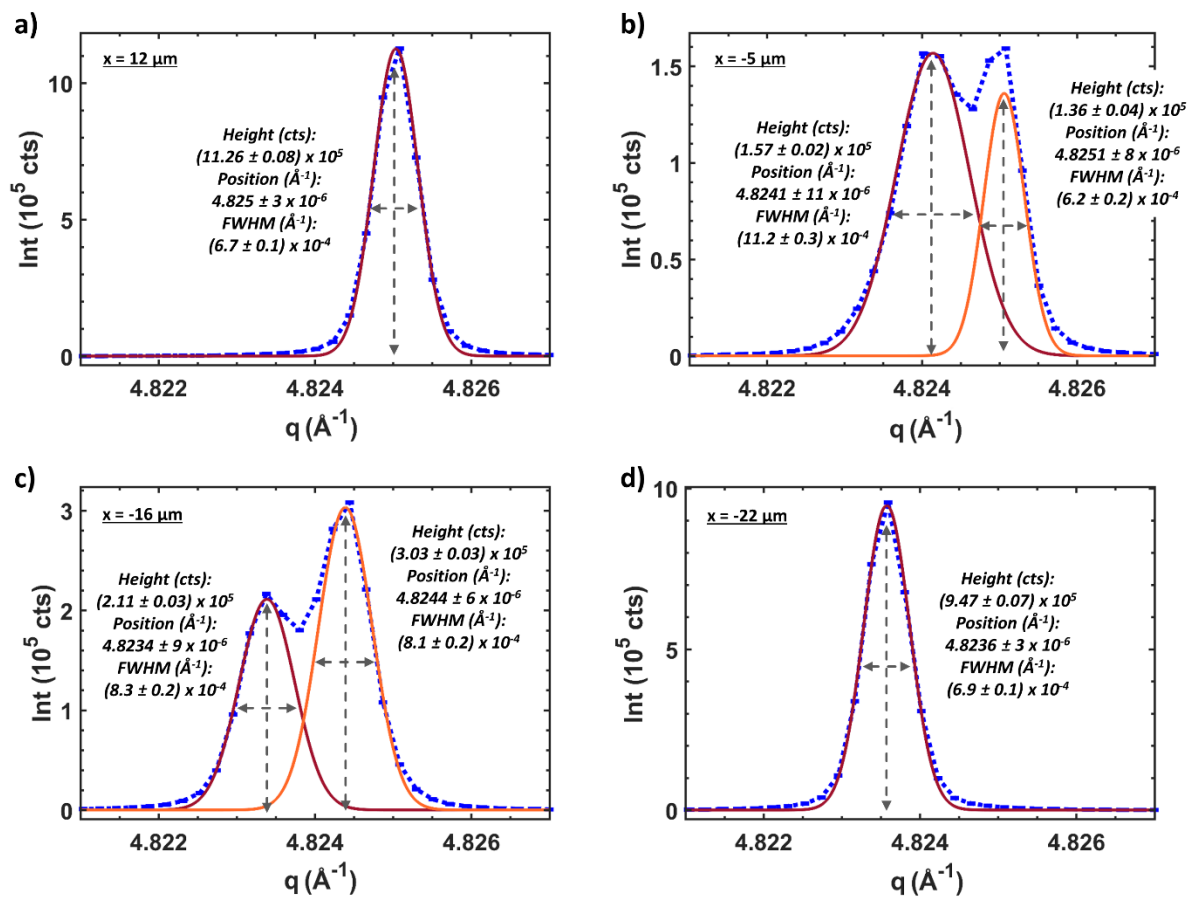 a)
x = 12 µm
Height (cts):
(11.26 ± 0.08) x 10⁵
Position (Å⁻¹):
4.825 ± 3 x 10⁻⁶
FWHM (Å⁻¹):
(6.7 ± 0.1) x 10⁻⁴
Int (10⁵ cts)
10
5
0
4.822
4.824
4.826
q (Å⁻¹)
b)
x = -5 µm
Height (cts):
(1.57 ± 0.02) x 10⁵
Position (Å⁻¹):
4.8241 ± 11 x 10⁻⁶
FWHM (Å⁻¹):
(11.2 ± 0.3) x 10⁻⁴
Height (cts):
(1.36 ± 0.04) x 10⁵
Position (Å⁻¹):
4.8251 ± 8 x 10⁻⁶
FWHM (Å⁻¹):
(6.2 ± 0.2) x 10⁻⁴
Int (10⁵ cts)
1.5
1
0.5
0
4.822
4.824
4.826
q (Å⁻¹)
c)
x = -16 µm
Height (cts):
(2.11 ± 0.03) x 10⁵
Position (Å⁻¹):
4.8234 ± 9 x 10⁻⁶
FWHM (Å⁻¹):
(8.3 ± 0.2) x 10⁻⁴
Height (cts):
(3.03 ± 0.03) x 10⁵
Position (Å⁻¹):
4.8244 ± 6 x 10⁻⁶
FWHM (Å⁻¹):
(8.1 ± 0.2) x 10⁻⁴
Int (10⁵ cts)
3
2
1
0
4.822
4.824
4.826
q (Å⁻¹)
d)
x = -22 µm
Height (cts):
(9.47 ± 0.07) x 10⁵
Position (Å⁻¹):
4.8236 ± 3 x 10⁻⁶
FWHM (Å⁻¹):
(6.9 ± 0.1) x 10⁻⁴
Int (10⁵ cts)
10
5
0
4.822
4.824
4.826
q (Å⁻¹)